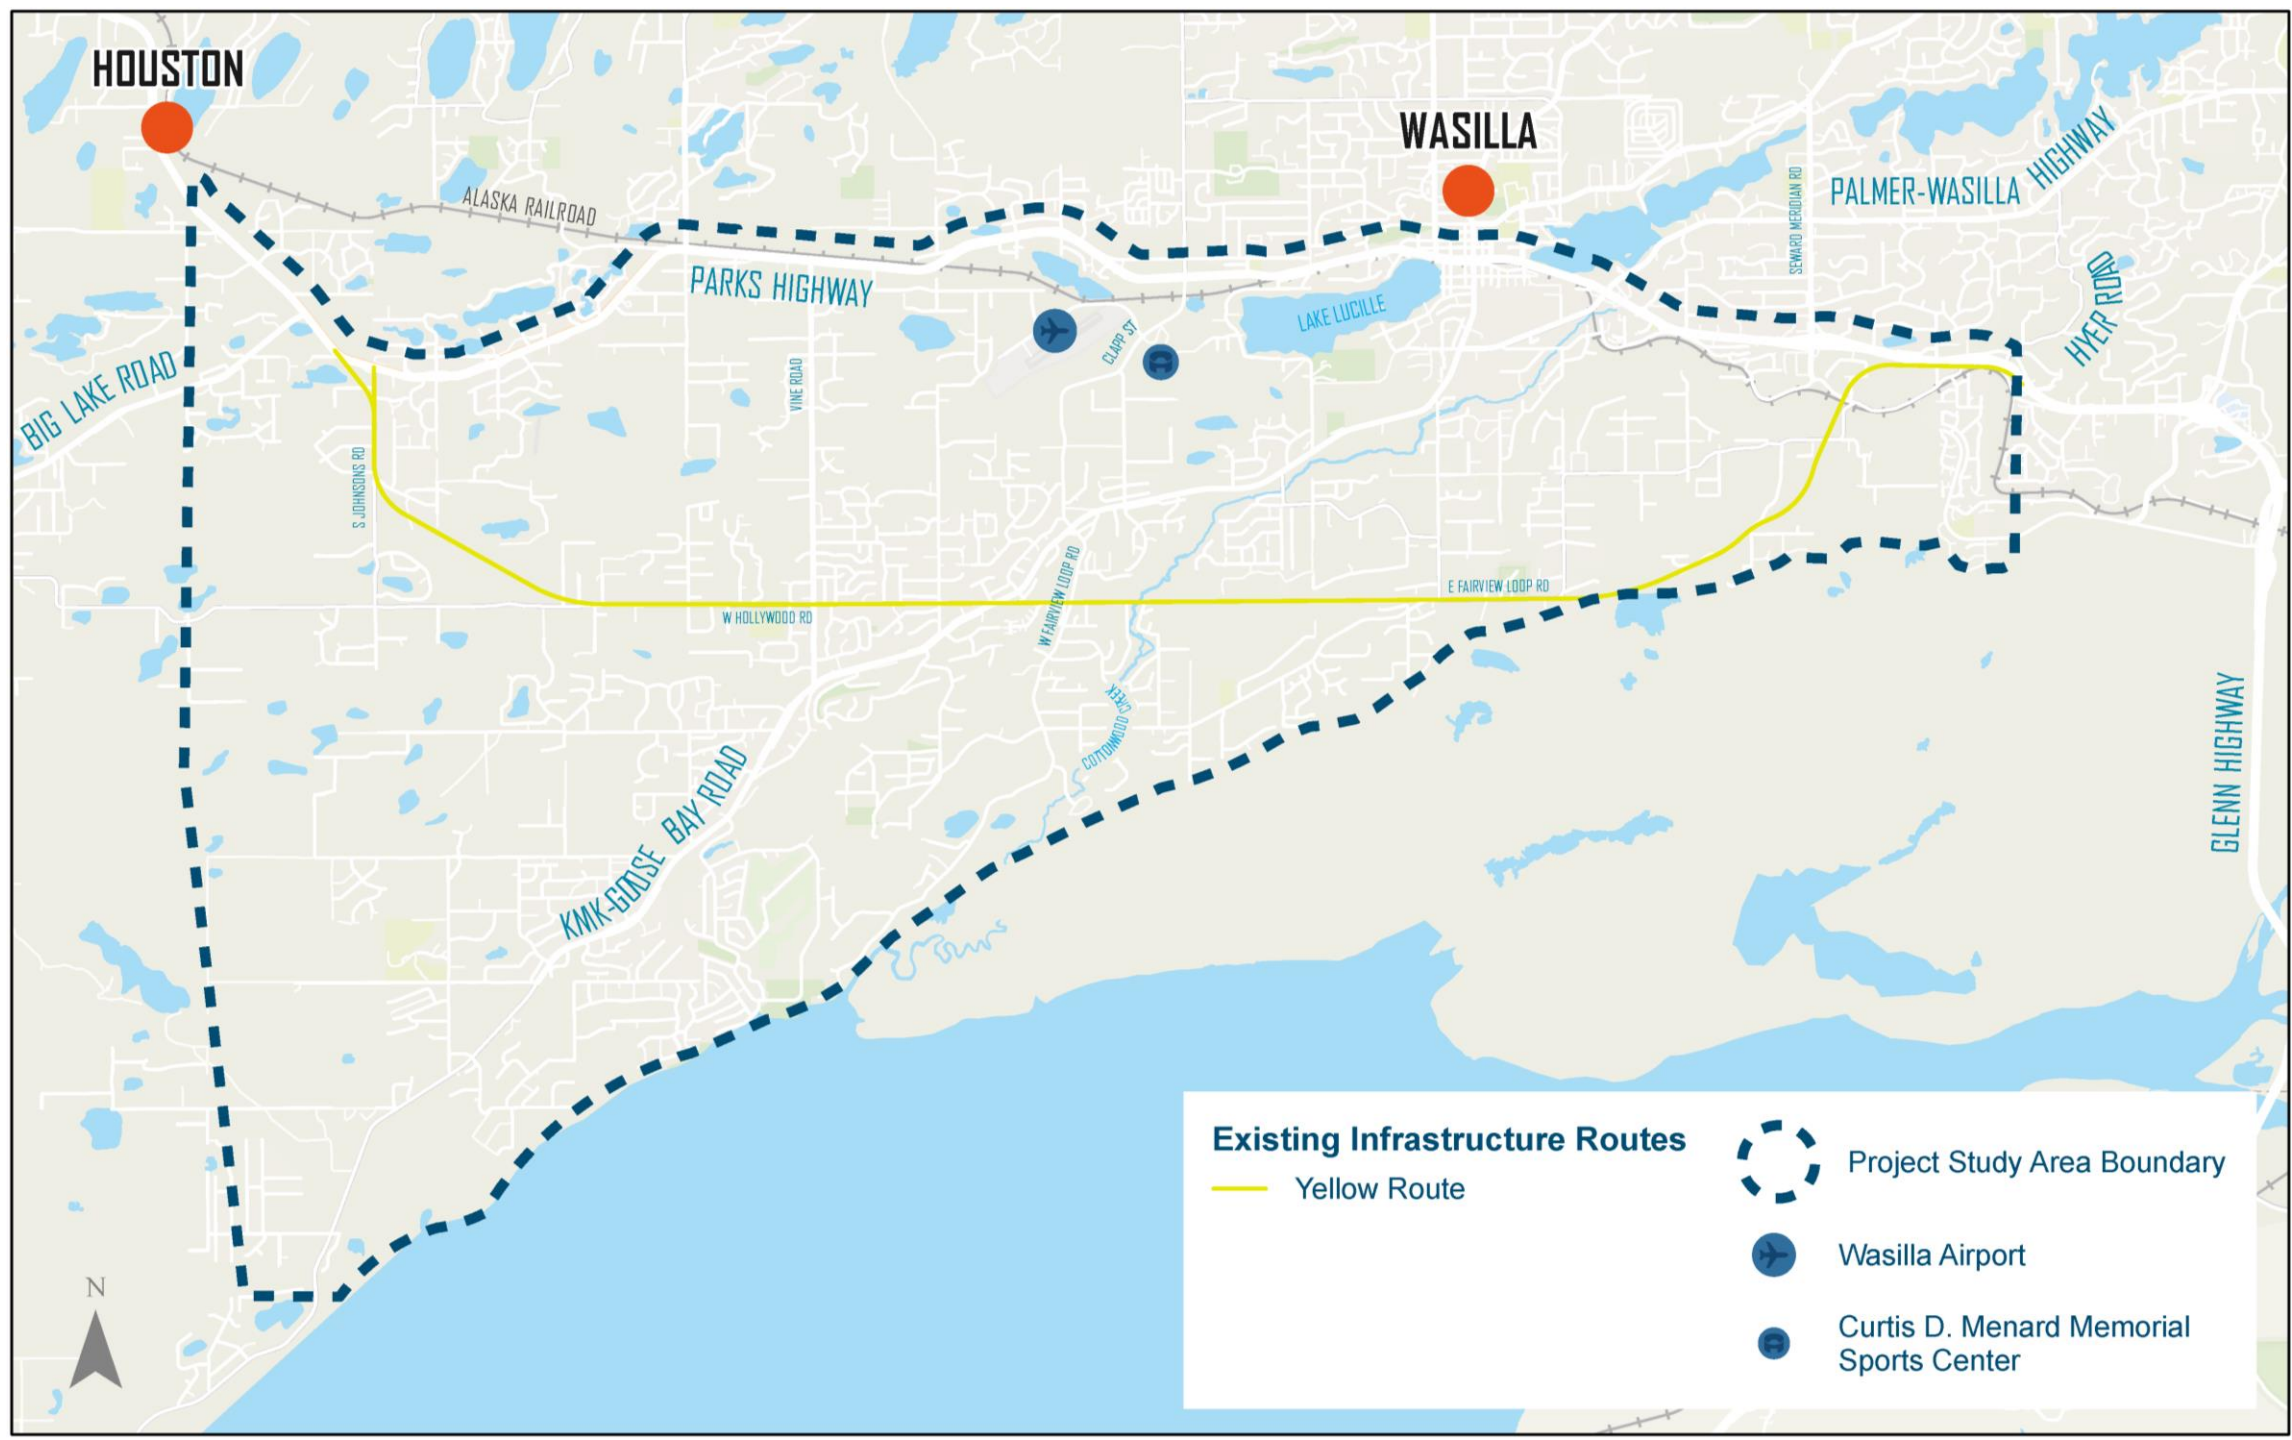 HOUSTON
WASILLA
ALASKA RAILROAD
PARKS HIGHWAY
PALMER-WASILLA HIGHWAY
SEWARD MERIDIAN RD
HYER ROAD
BIG LAKE ROAD
LAKE LUCILLE
CLAPP ST
VINE ROAD
S JOHNSONS RD
W FAIRVIEW LOOP RD
E FAIRVIEW LOOP RD
W HOLLYWOOD RD
COTTONWOOD CREEK
KMK-GOOSE BAY ROAD
GLENN HIGHWAY
N
Existing Infrastructure Routes
Yellow Route
Project Study Area Boundary
Wasilla Airport
Curtis D. Menard Memorial
Sports Center